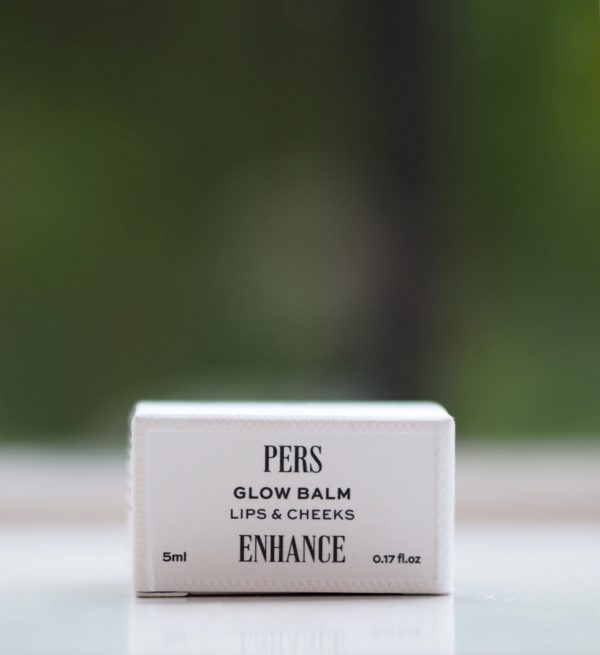 PERS
GLOW BALM
LIPS & CHEEKS
ENHANCE
5ml
0.17 fl.oz